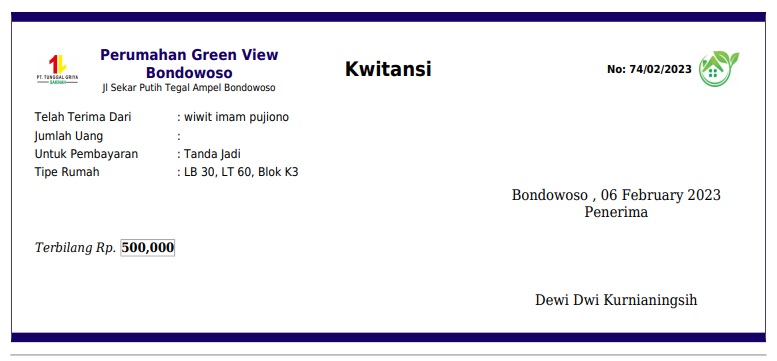 Perumahan Green View
Bondowoso
Jl Sekar Putih Tegal Ampel Bondowoso
PT. TUNGGAL GRIYA
SAKINAH
Kwitansi
No: 74/02/2023
Telah Terima Dari : wiwit imam pujiono
Jumlah Uang :
Untuk Pembayaran : Tanda Jadi
Tipe Rumah : LB 30, LT 60, Blok K3
Bondowoso , 06 February 2023
Penerima
Terbilang Rp. 500,000
Dewi Dwi Kurnianingsih